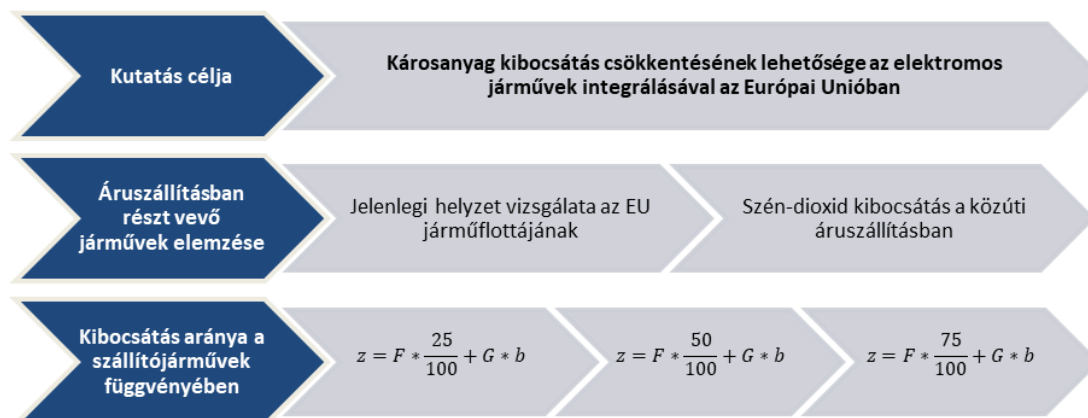 Kutatás célja
Károsanyag kibocsátás csökkentésének lehetősége az elektromos
járművek integrálásával az Európai Unióban
Áruszállításban
részt vevő
járművek elemzése
Jelenlegi helyzet vizsgálata az EU
járműflottájának
Szén-dioxid kibocsátás a közúti
áruszállításban
Kibocsátás aránya a
szállítójárművek
függvényében
z = F * 25/100 + G * b
z = F * 50/100 + G * b
z = F * 75/100 + G * b